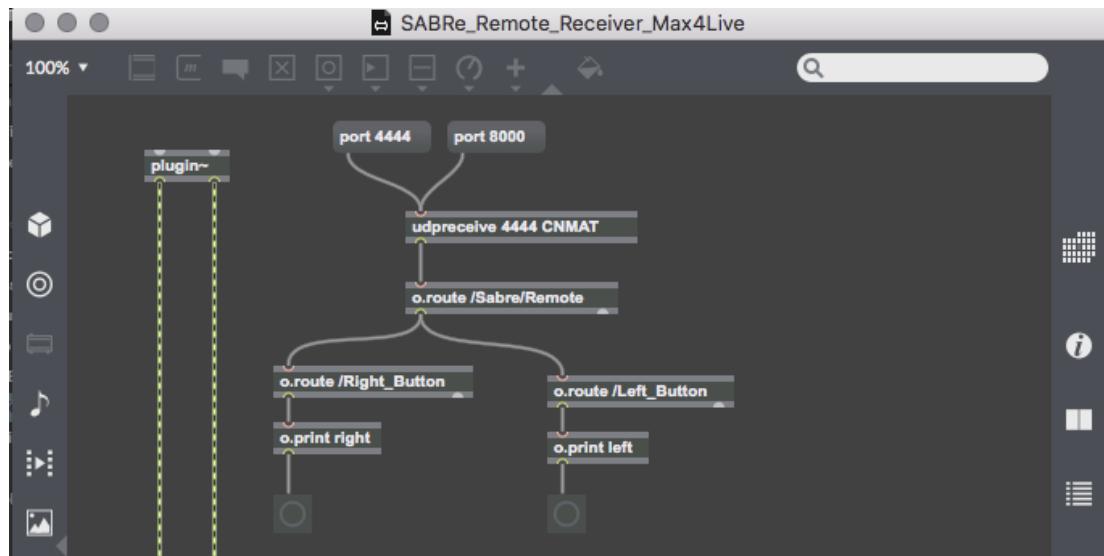 SABRe_Remote_Receiver_Max4Live
100%
port 4444
port 8000
plugin~
udpreceive 4444 CNMAT
o.route /Sabre/Remote
o.route /Right_Button
o.route /Left_Button
o.print right
o.print left